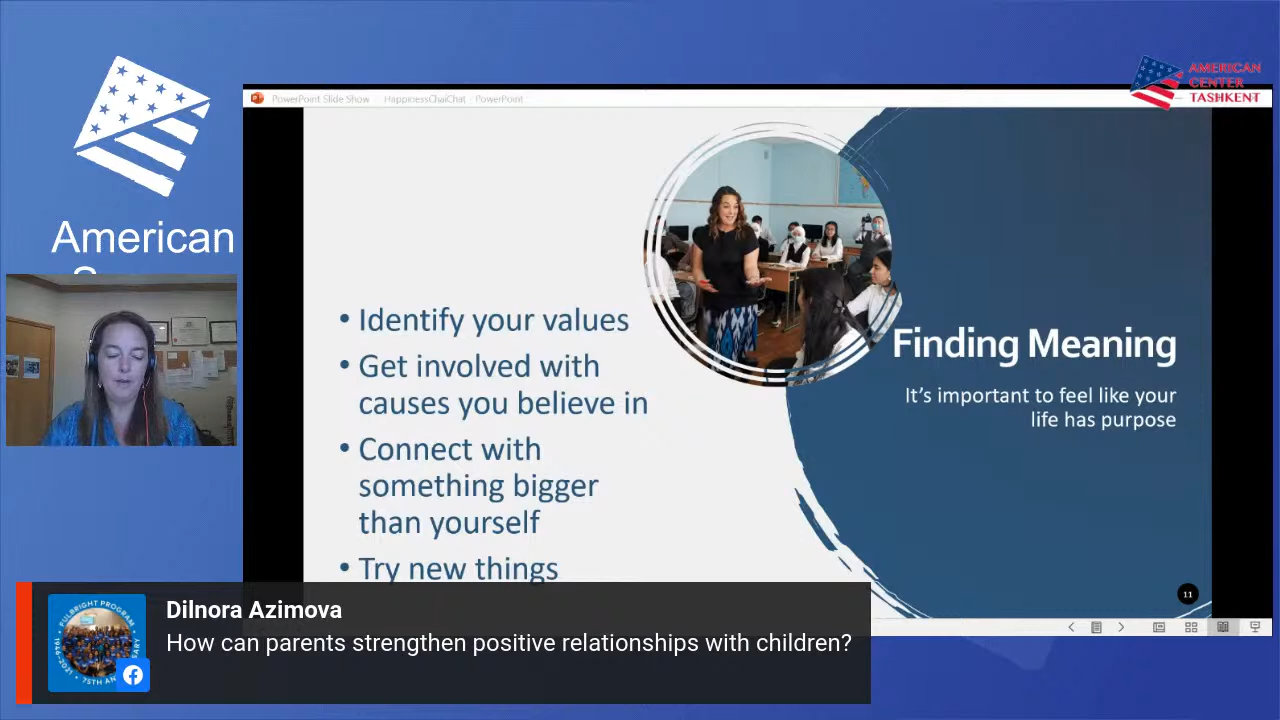 American
AMERICAN
CENTER
TASHKENT
PowerPoint Slide Show - HappinessChaiChat - PowerPoint
• Identify your values
• Get involved with
causes you believe in
• Connect with
something bigger
than yourself
• Try new things
Finding Meaning
It's important to feel like your
life has purpose
11
Dilnora Azimova
How can parents strengthen positive relationships with children?
FULBRIGHT PROGRAM